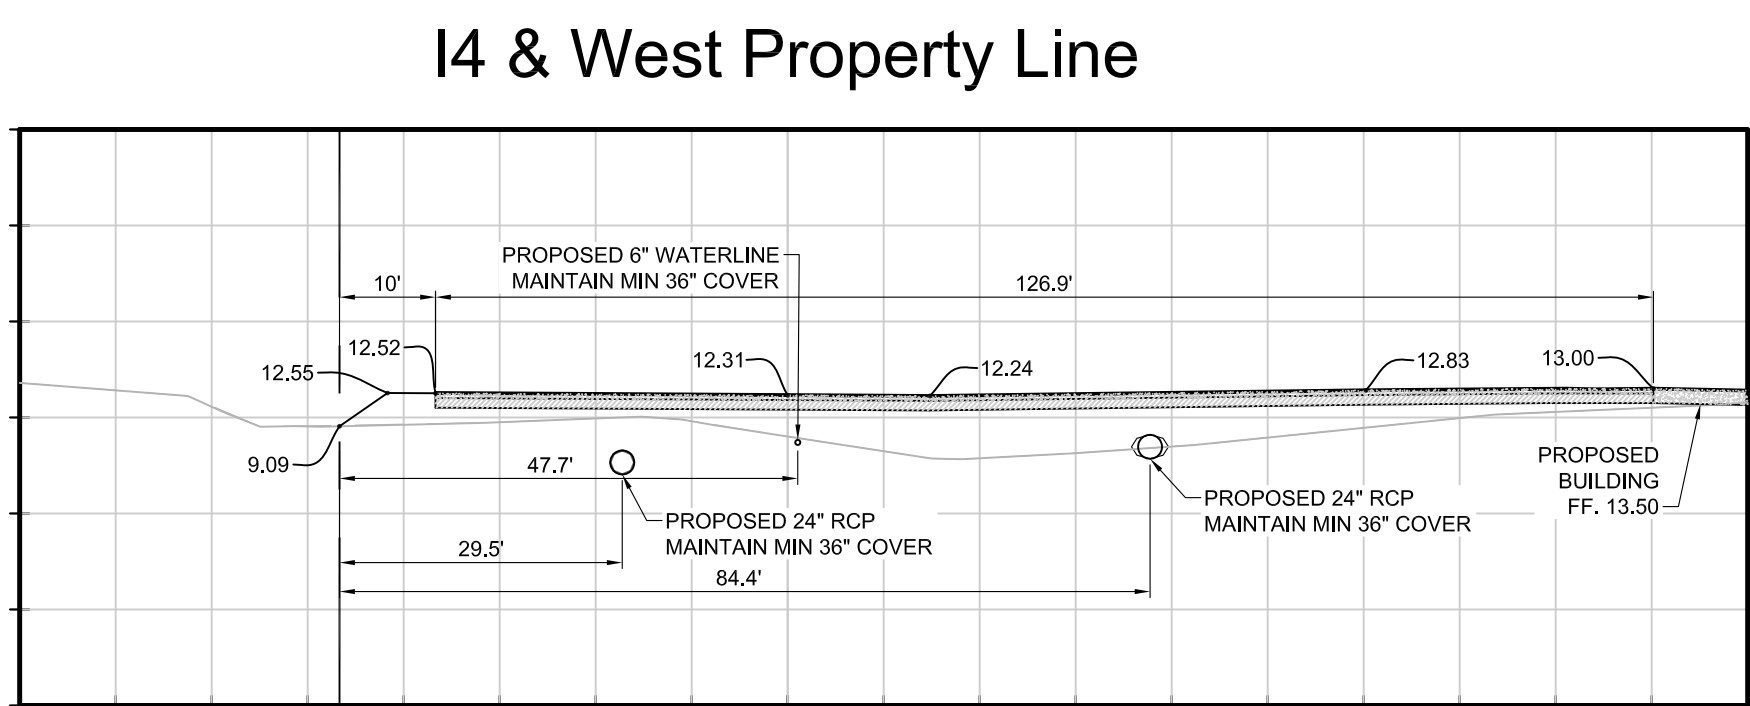 I4 & West Property Line
PROPOSED 6" WATERLINE
MAINTAIN MIN 36" COVER
10'
126.9'
12.52
12.55
12.31
12.24
12.83
13.00
9.09
47.7'
PROPOSED
BUILDING
FF. 13.50
PROPOSED 24" RCP
MAINTAIN MIN 36" COVER
PROPOSED 24" RCP
MAINTAIN MIN 36" COVER
29.5'
84.4'